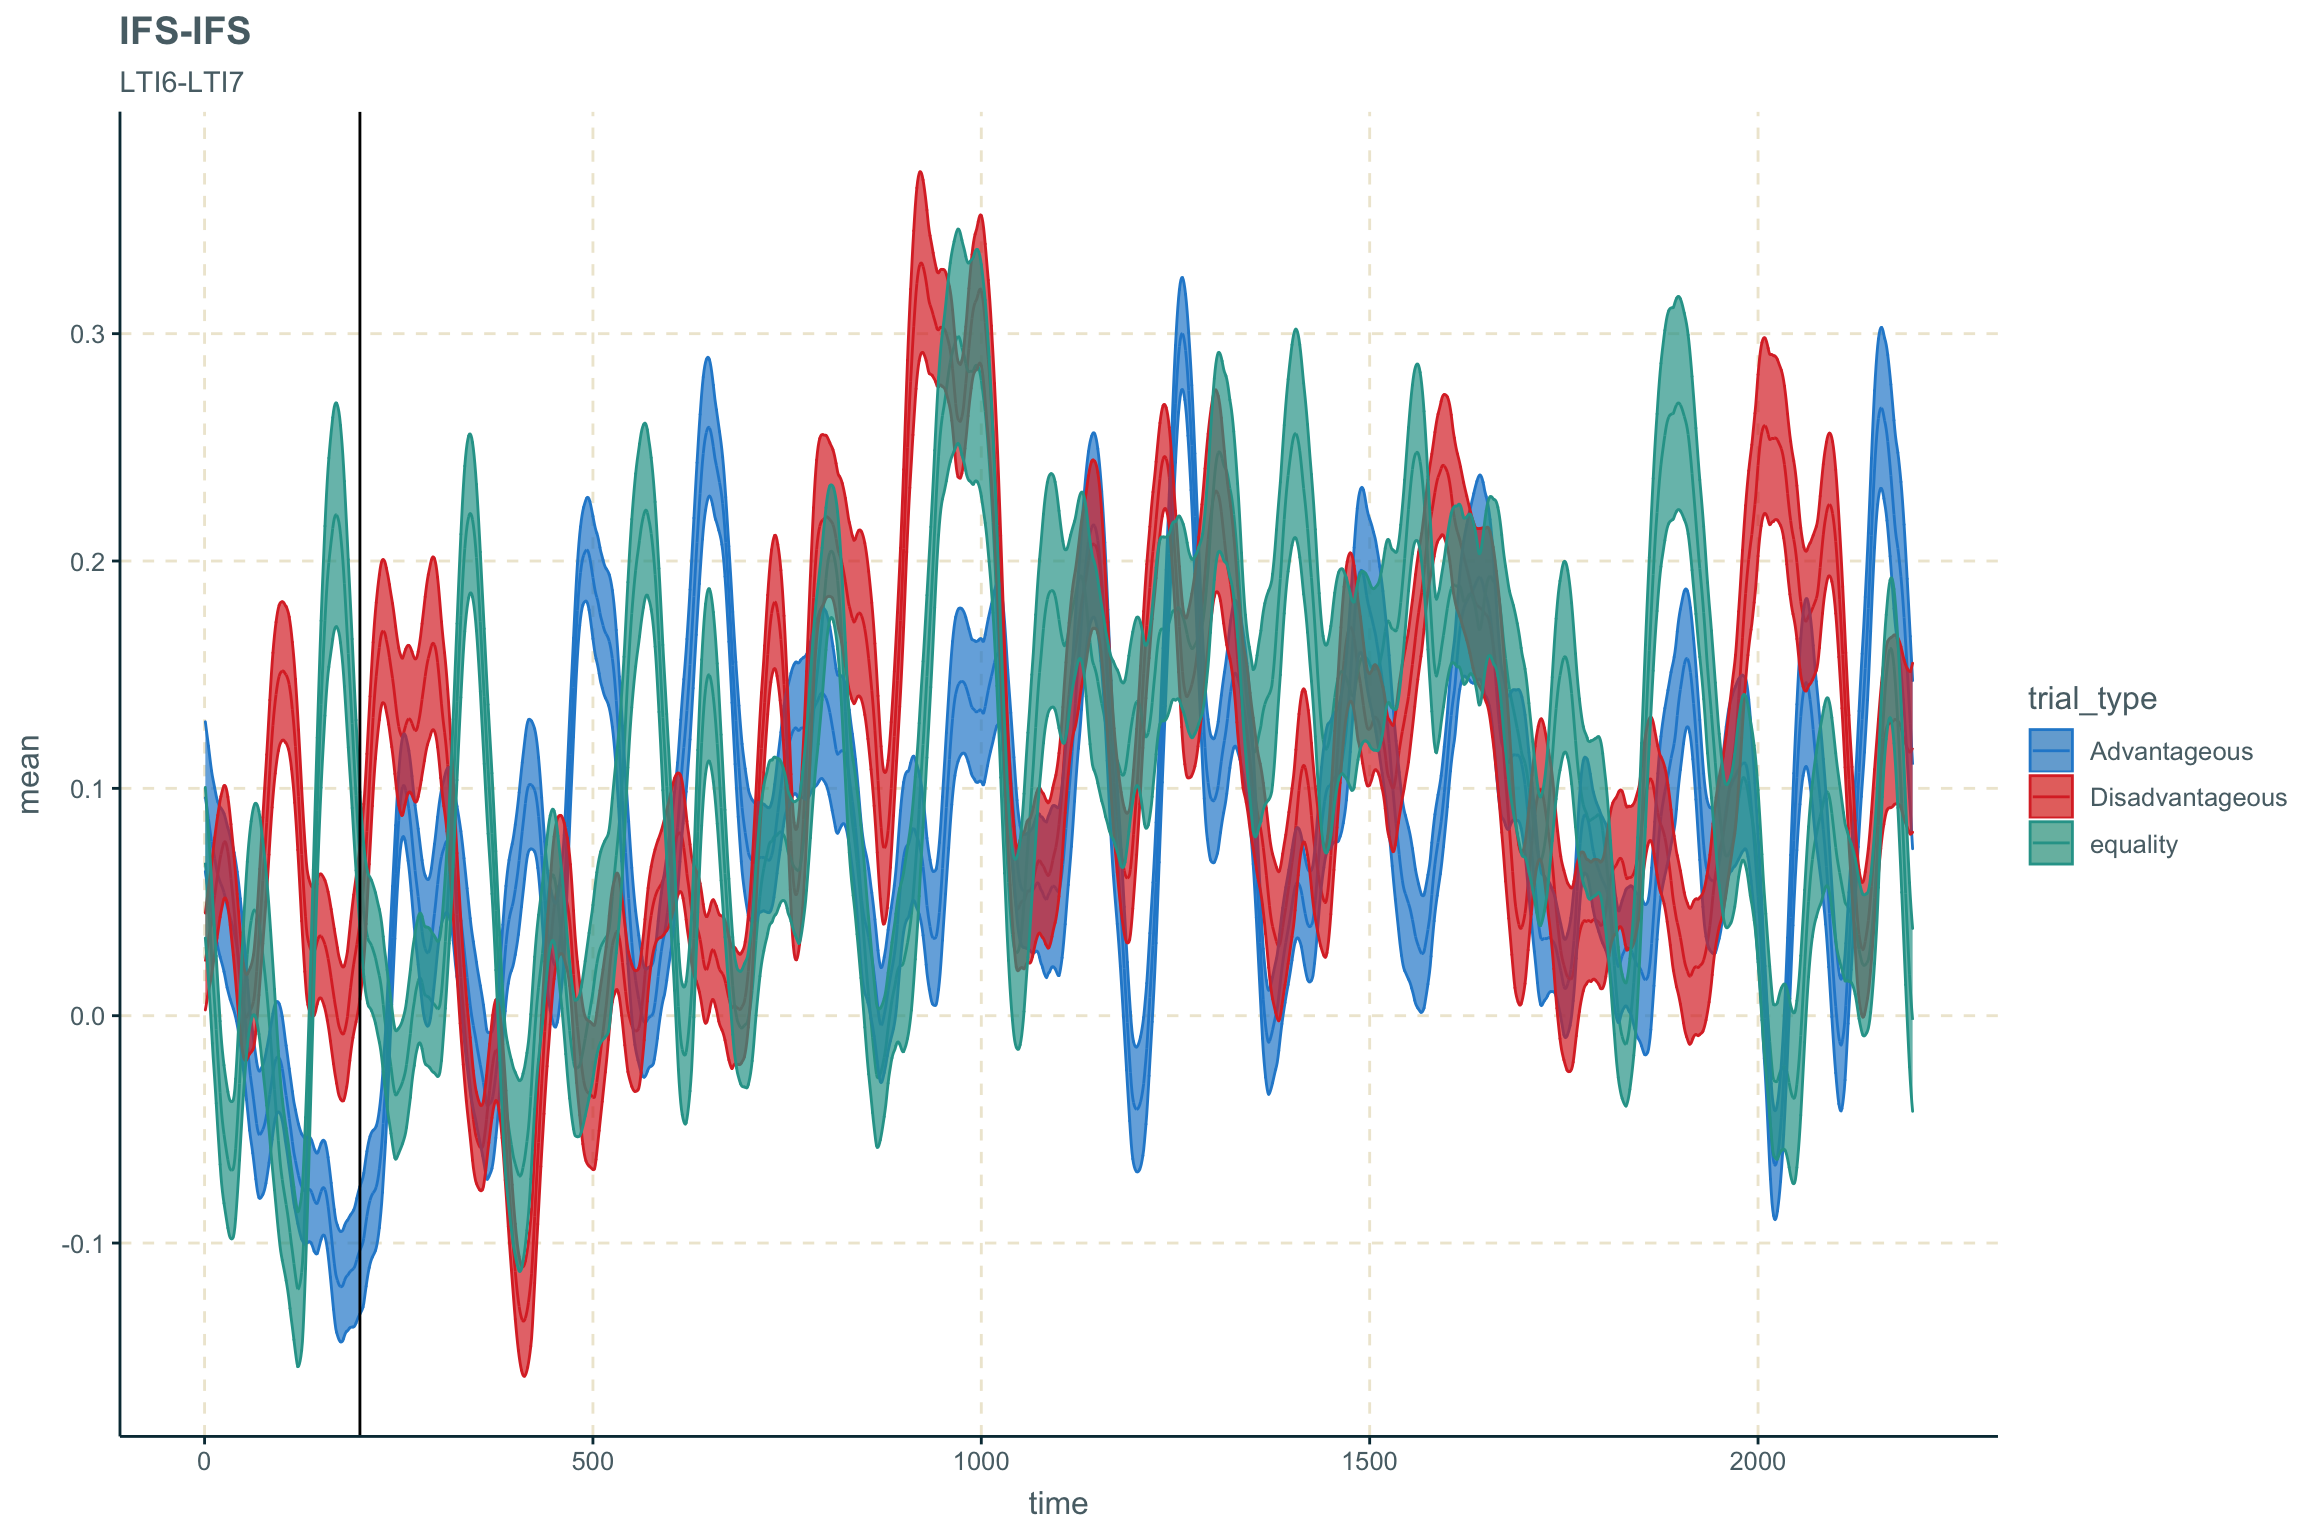 IFS-IFS
LTI6-LTI7
mean
0.3
0.2
0.1
0.0
-0.1
0
500
1000
1500
2000
time
trial_type
Advantageous
Disadvantageous
equality